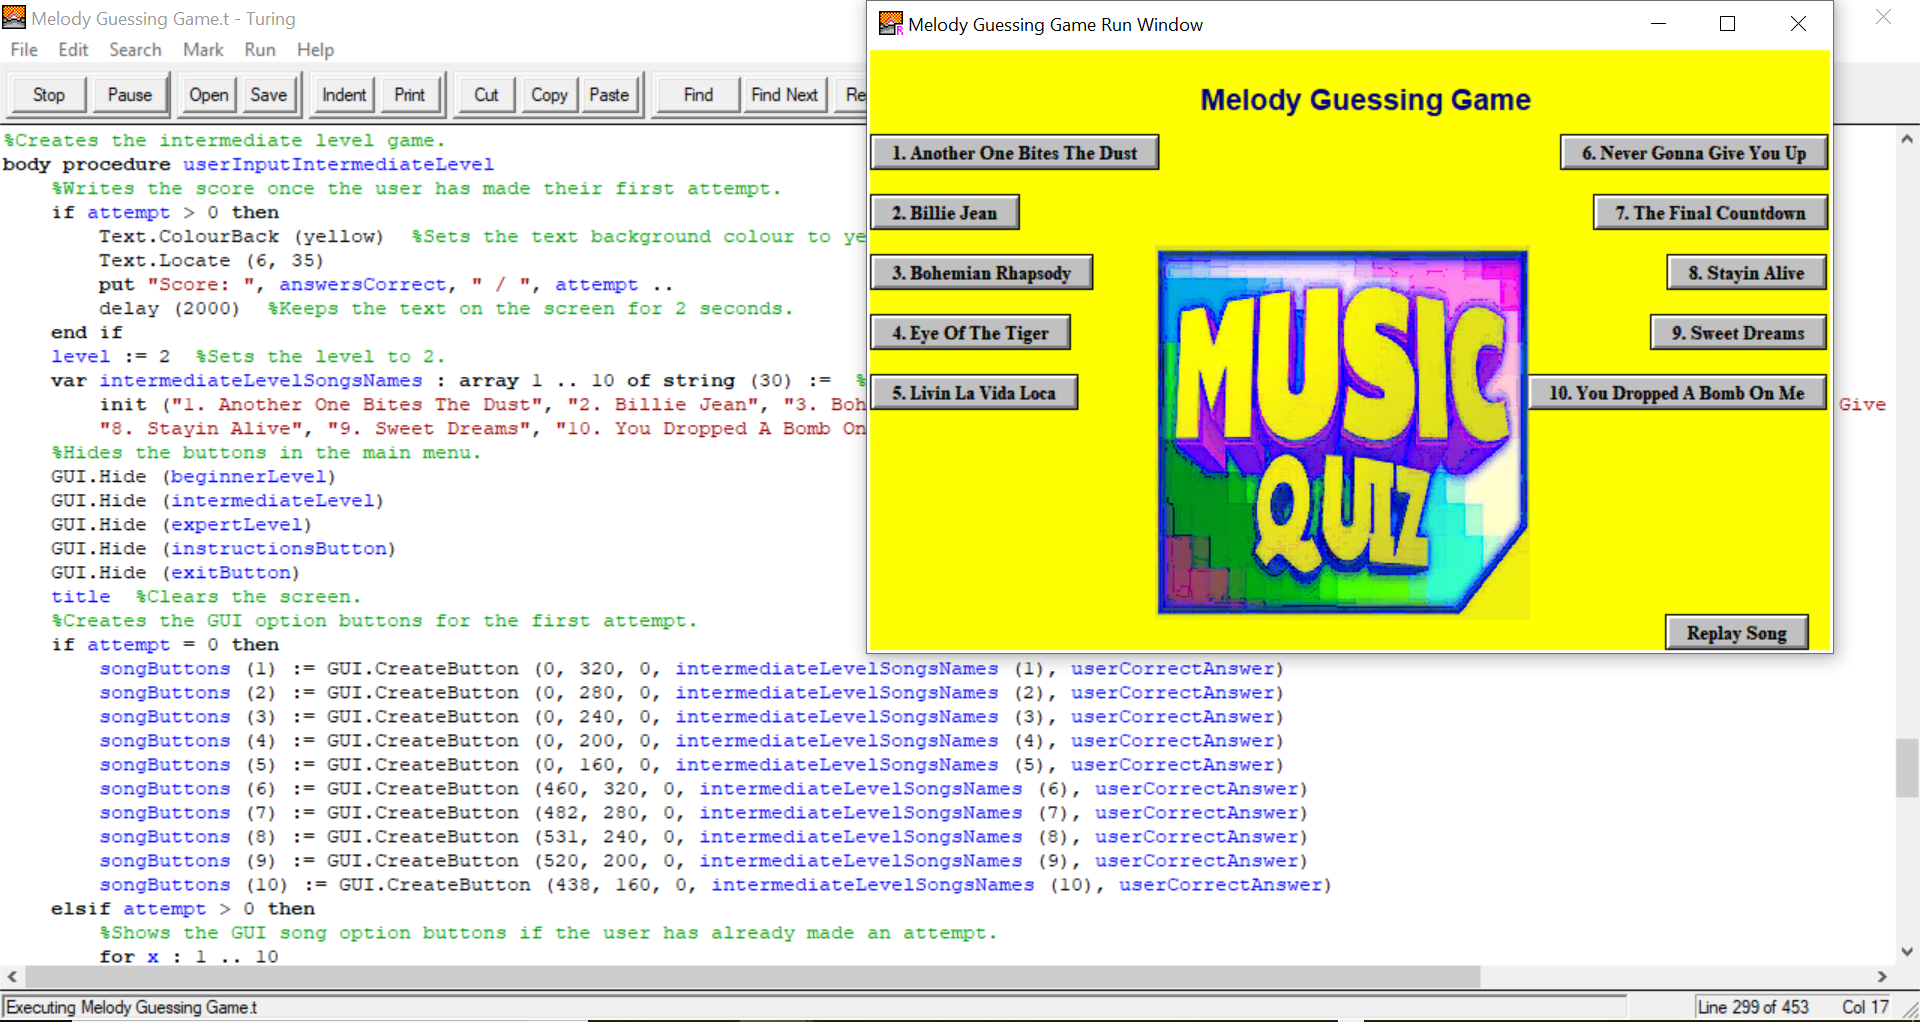 Melody Guessing Game.t - Turing
File Edit Search Mark Run Help
Stop Pause Open Save Indent Print Cut Copy Paste Find Find Next Re
%Creates the intermediate level game.
body procedure userInputIntermediateLevel
%Writes the score once the user has made their first attempt.
if attempt > 0 then
Text.ColourBack (yellow) %Sets the text background colour to ye
Text.Locate (6, 35)
put "Score: ", answersCorrect, " / ", attempt ..
delay (2000) %Keeps the text on the screen for 2 seconds.
end if
level := 2 %Sets the level to 2.
var intermediateLevelSongsNames : array 1 .. 10 of string (30) := %
init ("1. Another One Bites The Dust", "2. Billie Jean", "3. Boh
Give
"8. Stayin Alive", "9. Sweet Dreams", "10. You Dropped A Bomb On
%Hides the buttons in the main menu.
GUI.Hide (beginnerLevel)
GUI.Hide (intermediateLevel)
GUI.Hide (expertLevel)
GUI.Hide (instructionsButton)
GUI.Hide (exitButton)
title %Clears the screen.
%Creates the GUI option buttons for the first attempt.
if attempt = 0 then
songButtons (1) := GUI.CreateButton (0, 320, 0, intermediateLevelSongsNames (1), userCorrectAnswer)
songButtons (2) := GUI.CreateButton (0, 280, 0, intermediateLevelSongsNames (2), userCorrectAnswer)
songButtons (3) := GUI.CreateButton (0, 240, 0, intermediateLevelSongsNames (3), userCorrectAnswer)
songButtons (4) := GUI.CreateButton (0, 200, 0, intermediateLevelSongsNames (4), userCorrectAnswer)
songButtons (5) := GUI.CreateButton (0, 160, 0, intermediateLevelSongsNames (5), userCorrectAnswer)
songButtons (6) := GUI.CreateButton (460, 320, 0, intermediateLevelSongsNames (6), userCorrectAnswer)
songButtons (7) := GUI.CreateButton (482, 280, 0, intermediateLevelSongsNames (7), userCorrectAnswer)
songButtons (8) := GUI.CreateButton (531, 240, 0, intermediateLevelSongsNames (8), userCorrectAnswer)
songButtons (9) := GUI.CreateButton (520, 200, 0, intermediateLevelSongsNames (9), userCorrectAnswer)
songButtons (10) := GUI.CreateButton (438, 160, 0, intermediateLevelSongsNames (10), userCorrectAnswer)
elsif attempt > 0 then
%Shows the GUI song option buttons if the user has already made an attempt.
for x : 1 .. 10
Executing Melody Guessing Game.t
Line 299 of 453 Col 17
Melody Guessing Game Run Window
Melody Guessing Game
1. Another One Bites The Dust
2. Billie Jean
3. Bohemian Rhapsody
4. Eye Of The Tiger
5. Livin La Vida Loca
6. Never Gonna Give You Up
7. The Final Countdown
8. Stayin Alive
9. Sweet Dreams
10. You Dropped A Bomb On Me
MUSIC
QUIZ
Replay Song